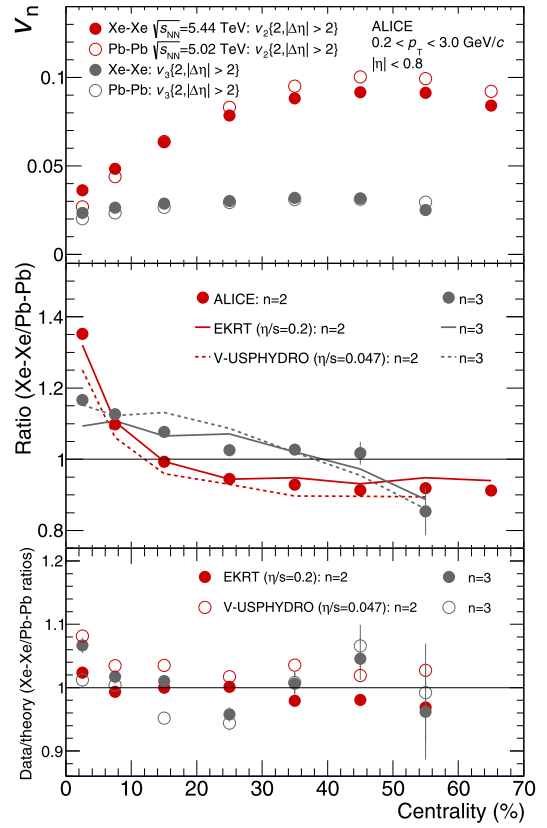 v_n
Xe-Xe √s_NN=5.44 TeV: v₂{2,|Δη| > 2}
Pb-Pb √s_NN=5.02 TeV: v₂{2,|Δη| > 2}
Xe-Xe: v₃{2,|Δη| > 2}
Pb-Pb: v₃{2,|Δη| > 2}
ALICE
0.2 < p_T < 3.0 GeV/c
|η| < 0.8
0.1
0.05
0
Ratio (Xe-Xe/Pb-Pb)
ALICE: n=2
n=3
EKRT (η/s=0.2): n=2
n=3
V-USPHYDRO (η/s=0.047): n=2
n=3
1.4
1.2
1
0.8
Data/theory (Xe-Xe/Pb-Pb ratios)
EKRT (η/s=0.2): n=2
n=3
V-USPHYDRO (η/s=0.047): n=2
n=3
1.2
1.1
1
0.9
0 10 20 30 40 50 60 70
Centrality (%)